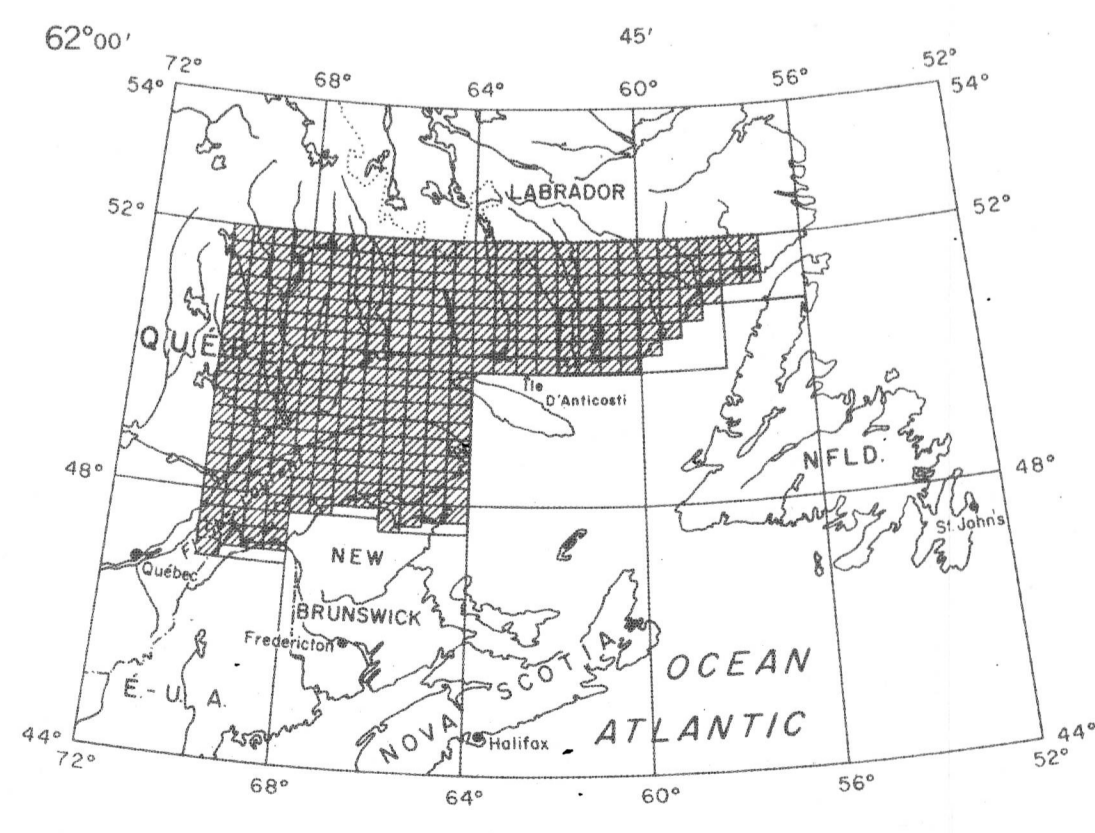 62°00'
45'
72°
68°
64°
60°
56°
52°
54°
54°
LABRADOR
52°
52°
QUÉ
Île
D'Anticosti
48°
48°
NFLD.
St. John's
Québec
NEW
BRUNSWICK
Fredericton
É.-U. A.
NOVA SCOTIA
OCEAN
ATLANTIC
Halifax
44°
44°
72°
68°
64°
60°
56°
52°